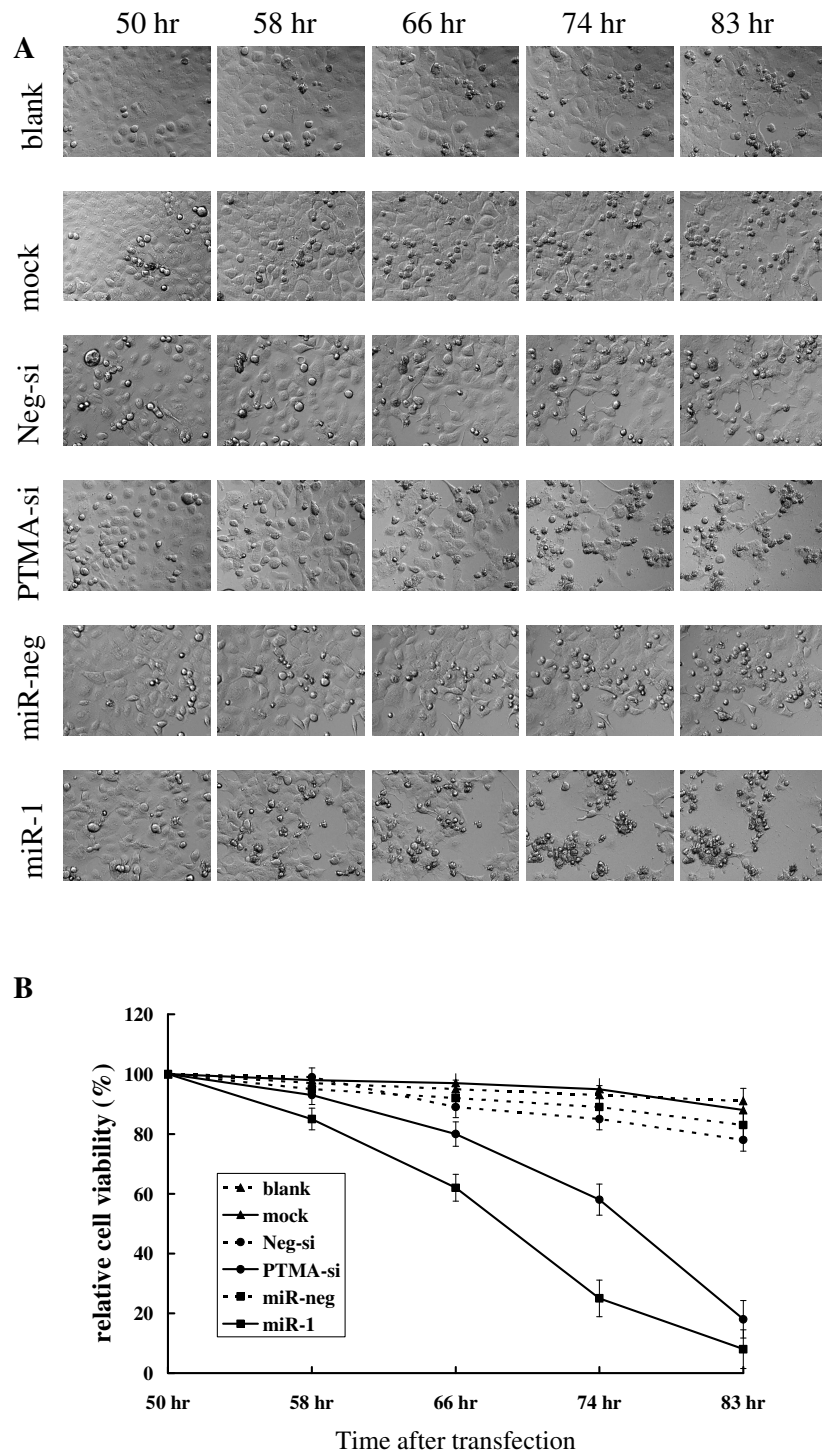 A
50 hr 58 hr 66 hr 74 hr 83 hr
blank
mock
Neg-si
PTMA-si
miR-neg
miR-1
B
relative cell viability (%)
120
100
80
60
40
20
0
blank
mock
Neg-si
PTMA-si
miR-neg
miR-1
50 hr 58 hr 66 hr 74 hr 83 hr
Time after transfection